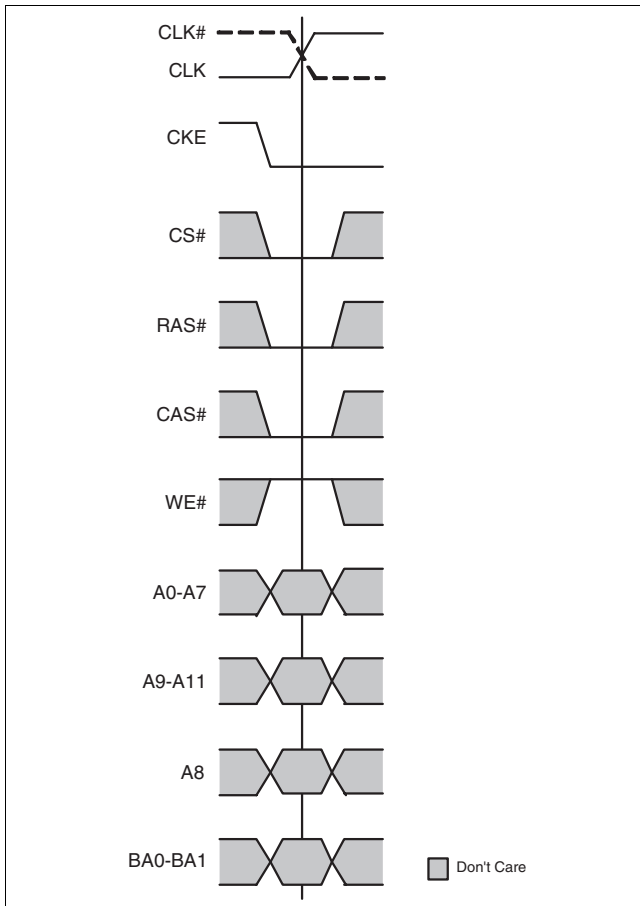 CLK#
CLK
CKE
CS#
RAS#
CAS#
WE#
A0-A7
A9-A11
A8
BA0-BA1
Don't Care